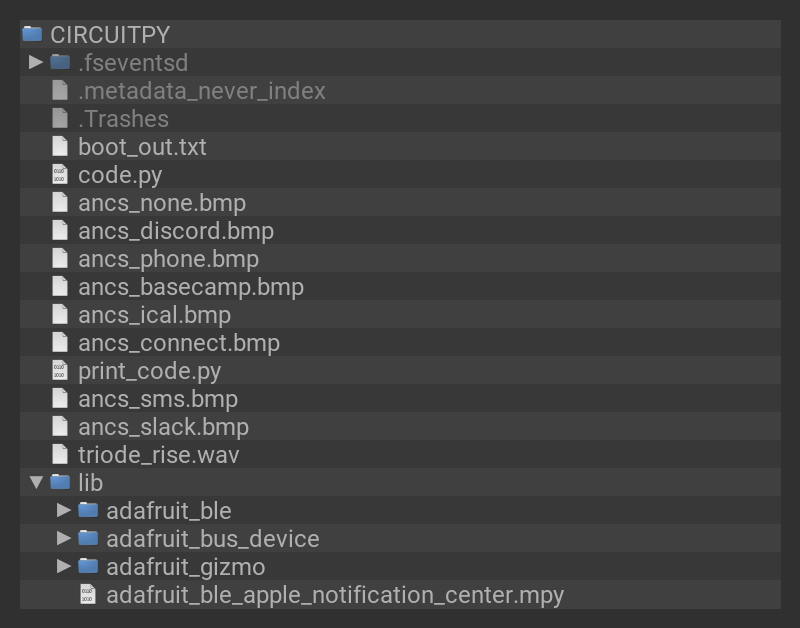 CIRCUITPY
.fseventsd
.metadata_never_index
.Trashes
boot_out.txt
code.py
ancs_none.bmp
ancs_discord.bmp
ancs_phone.bmp
ancs_basecamp.bmp
ancs_ical.bmp
ancs_connect.bmp
print_code.py
ancs_sms.bmp
ancs_slack.bmp
triode_rise.wav
lib
adafruit_ble
adafruit_bus_device
adafruit_gizmo
adafruit_ble_apple_notification_center.mpy